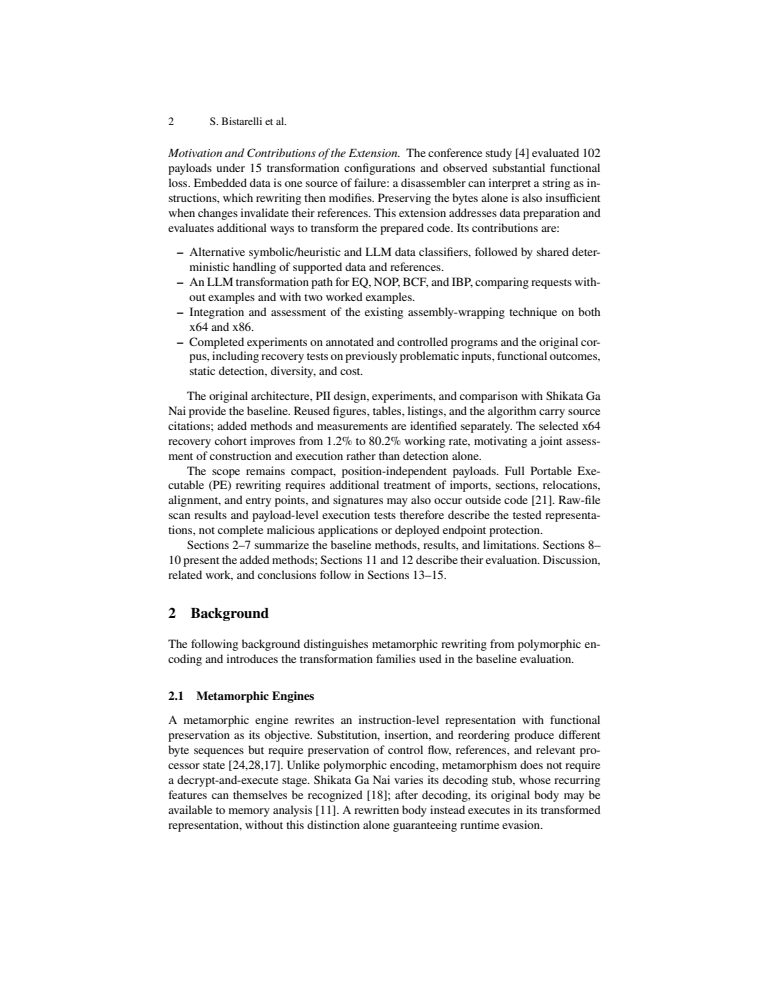 2 S. Bistarelli et al.
Motivation and Contributions of the Extension. The conference study [4] evaluated 102
payloads under 15 transformation configurations and observed substantial functional
loss. Embedded data is one source of failure: a disassembler can interpret a string as in-
structions, which rewriting then modifies. Preserving the bytes alone is also insufficient
when changes invalidate their references. This extension addresses data preparation and
evaluates additional ways to transform the prepared code. Its contributions are:
– Alternative symbolic/heuristic and LLM data classifiers, followed by shared deter-
ministic handling of supported data and references.
– An LLM transformation path for EQ, NOP, BCF, and IBP, comparing requests with-
out examples and with two worked examples.
– Integration and assessment of the existing assembly-wrapping technique on both
x64 and x86.
– Completed experiments on annotated and controlled programs and the original cor-
pus, including recovery tests on previously problematic inputs, functional outcomes,
static detection, diversity, and cost.
The original architecture, PII design, experiments, and comparison with Shikata Ga
Nai provide the baseline. Reused figures, tables, listings, and the algorithm carry source
citations; added methods and measurements are identified separately. The selected x64
recovery cohort improves from 1.2% to 80.2% working rate, motivating a joint assess-
ment of construction and execution rather than detection alone.
The scope remains compact, position-independent payloads. Full Portable Exe-
cutable (PE) rewriting requires additional treatment of imports, sections, relocations,
alignment, and entry points, and signatures may also occur outside code [21]. Raw-file
scan results and payload-level execution tests therefore describe the tested representa-
tions, not complete malicious applications or deployed endpoint protection.
Sections 2–7 summarize the baseline methods, results, and limitations. Sections 8–
10 present the added methods; Sections 11 and 12 describe their evaluation. Discussion,
related work, and conclusions follow in Sections 13–15.
2 Background
The following background distinguishes metamorphic rewriting from polymorphic en-
coding and introduces the transformation families used in the baseline evaluation.
2.1 Metamorphic Engines
A metamorphic engine rewrites an instruction-level representation with functional
preservation as its objective. Substitution, insertion, and reordering produce different
byte sequences but require preservation of control flow, references, and relevant pro-
cessor state [24,28,17]. Unlike polymorphic encoding, metamorphism does not require
a decrypt-and-execute stage. Shikata Ga Nai varies its decoding stub, whose recurring
features can themselves be recognized [18]; after decoding, its original body may be
available to memory analysis [11]. A rewritten body instead executes in its transformed
representation, without this distinction alone guaranteeing runtime evasion.